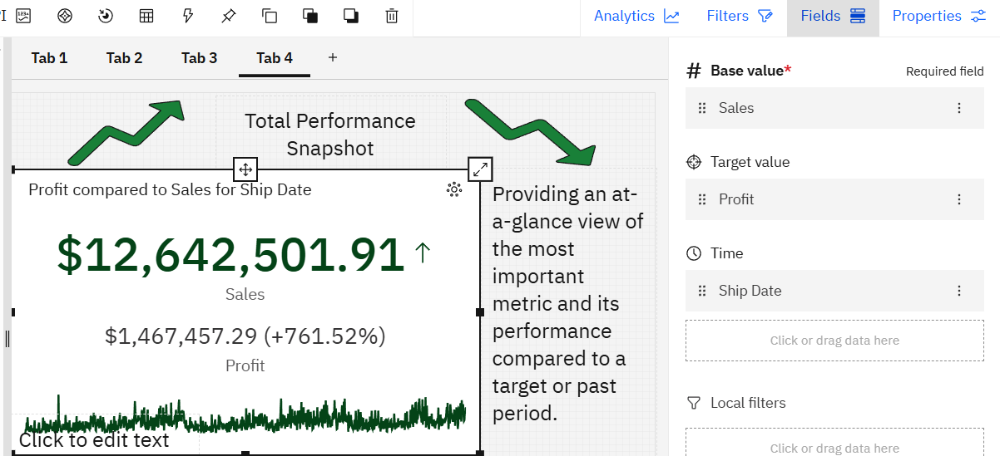 Analytics
Filters
Fields
Properties
Tab 1
Tab 2
Tab 3
Tab 4
+
Total Performance
Snapshot
Profit compared to Sales for Ship Date
$12,642,501.91
Sales
$1,467,457.29 (+761.52%)
Profit
Click to edit text
Providing an at-
a-glance view of
the most
important
metric and its
performance
compared to a
target or past
period.
# Base value*
Required field
Sales
Target value
Profit
Time
Ship Date
Click or drag data here
Local filters
Click or drag data here